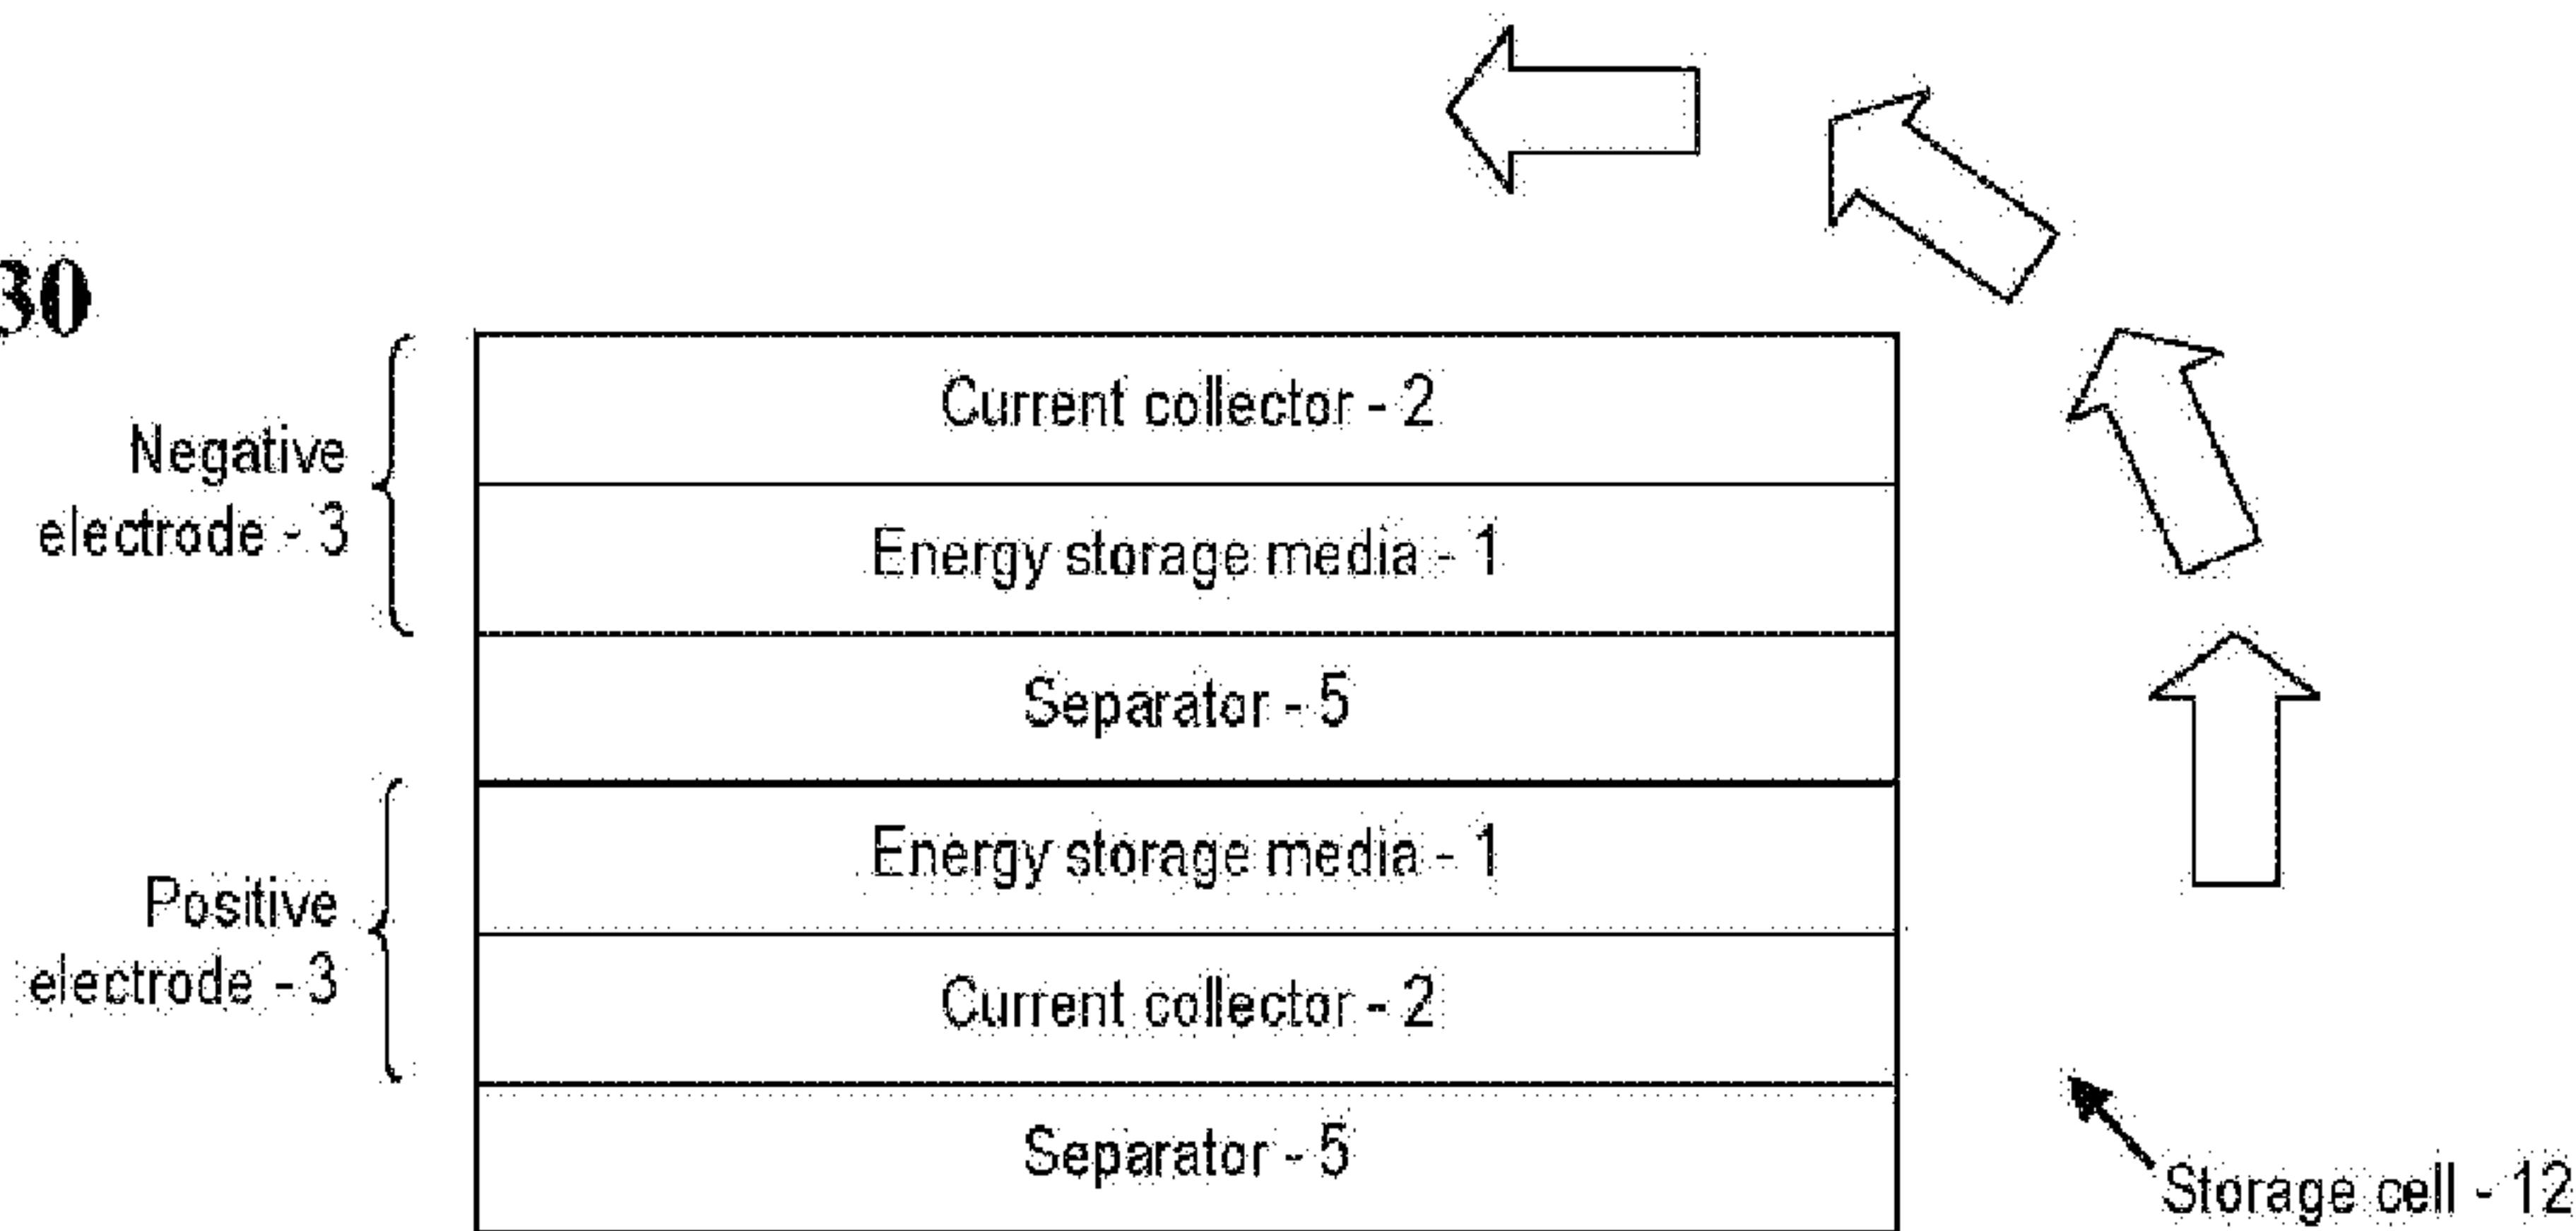 30
Current collector - 2
Negative
electrode - 3
Energy storage media - 1
Separator - 5
Energy storage media - 1
Positive
electrode - 3
Current collector - 2
Separator - 5
Storage cell - 12